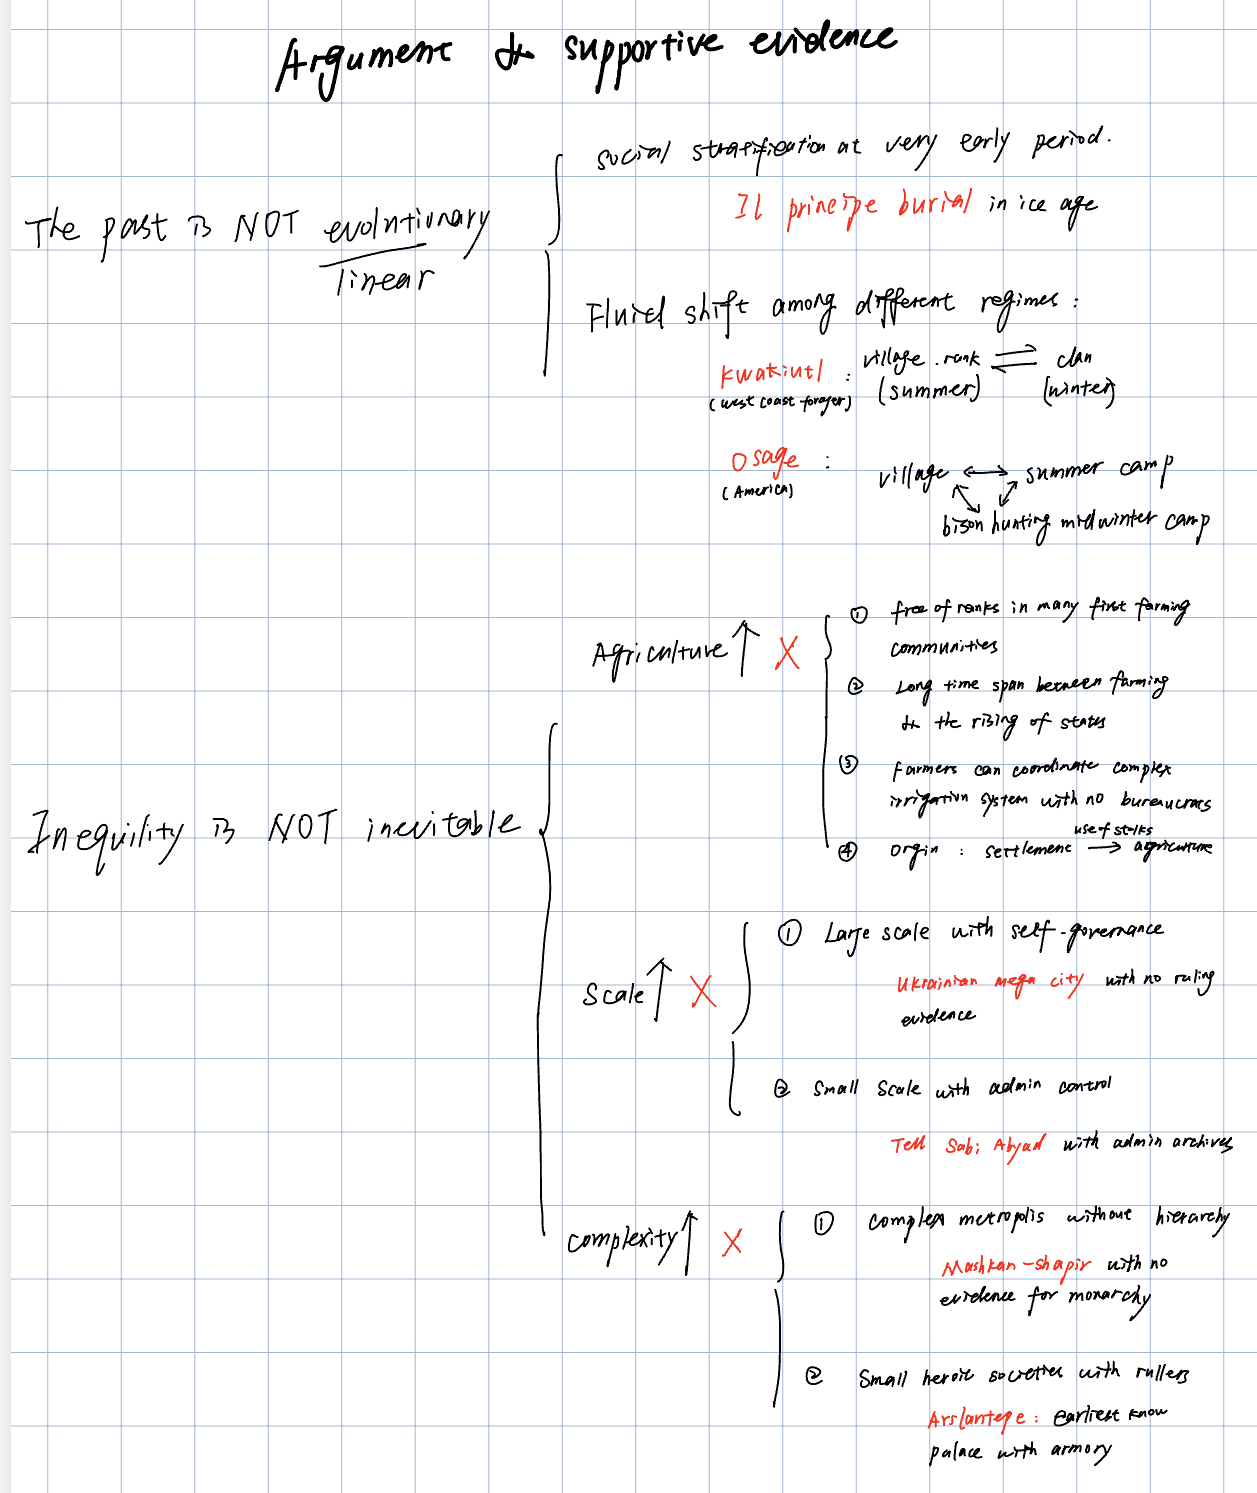 Argument & supportive evidence
Social stratification at very early period.
Il principe burial in ice age
The past is NOT evolutionary
linear
Fluid shift among different regimes :
Kwakiutl : village. rank ⇌ clan
(west coast forager) (summer) (winter)
Osage :
(America)
village ↔ summer camp
bison hunting midwinter camp
Agriculture ↑ X
① free of ranks in many first farming
communities
② Long time span between farming
& the rising of states
③ Farmers can coordinate complex
irrigation system with no bureaucrats
use of stalks
④ orgin : settlement → agriculture
Inequility is NOT inevitable
Scale ↑ X
① Large scale with self-governance
Ukrainian mega city with no ruling
evidence
② Small scale with admin control
Tell Sabi Abyad with admin archives
complexity ↑ X
① complex metropolis without hierarchy
Mashkan-shapir with no
evidence for monarchy
② Small heroic societies with rullers
Arslantepe : earliest know
palace with armory